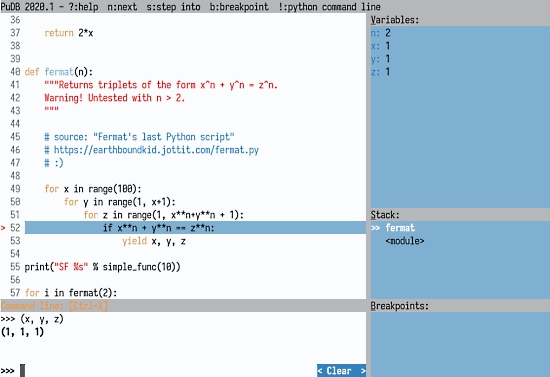 PuDB 2020.1 - ?:help  n:next  s:step into  b:breakpoint  !:python command line
36
37     return 2*x
38
39
40 def fermat(n):
41     """Returns triplets of the form x^n + y^n = z^n.
42     Warning! Untested with n > 2.
43     """
44
45     # source: "Fermat's last Python script"
46     # https://earthboundkid.jottit.com/fermat.py
47     # :)
48
49     for x in range(100):
50         for y in range(1, x+1):
51             for z in range(1, x**n+y**n + 1):
> 52                 if x**n + y**n == z**n:
53                     yield x, y, z
54
55 print("SF %s" % simple_func(10))
56
57 for i in fermat(2):
Command line: [Ctrl-X]
>>> (x, y, z)
(1, 1, 1)
>>>
< Clear >
Variables:
n: 2
x: 1
y: 1
z: 1
Stack:
>> fermat
<module>
Breakpoints: